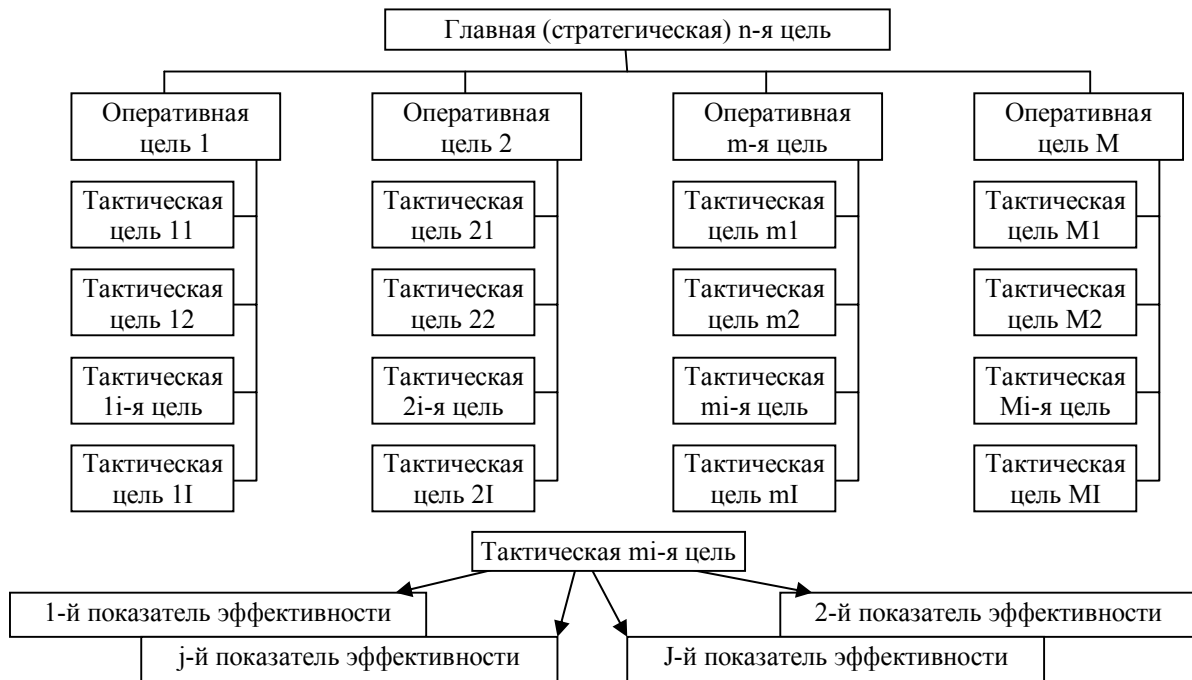 Главная (стратегическая) n-я цель
Оперативная
цель 1
Оперативная
цель 2
Оперативная
m-я цель
Оперативная
цель M
Тактическая
цель 11
Тактическая
цель 21
Тактическая
цель m1
Тактическая
цель M1
Тактическая
цель 12
Тактическая
цель 22
Тактическая
цель m2
Тактическая
цель M2
Тактическая
1i-я цель
Тактическая
2i-я цель
Тактическая
mi-я цель
Тактическая
Mi-я цель
Тактическая
цель 1I
Тактическая
цель 2I
Тактическая
цель mI
Тактическая
цель MI
Тактическая mi-я цель
1-й показатель эффективности
2-й показатель эффективности
j-й показатель эффективности
J-й показатель эффективности